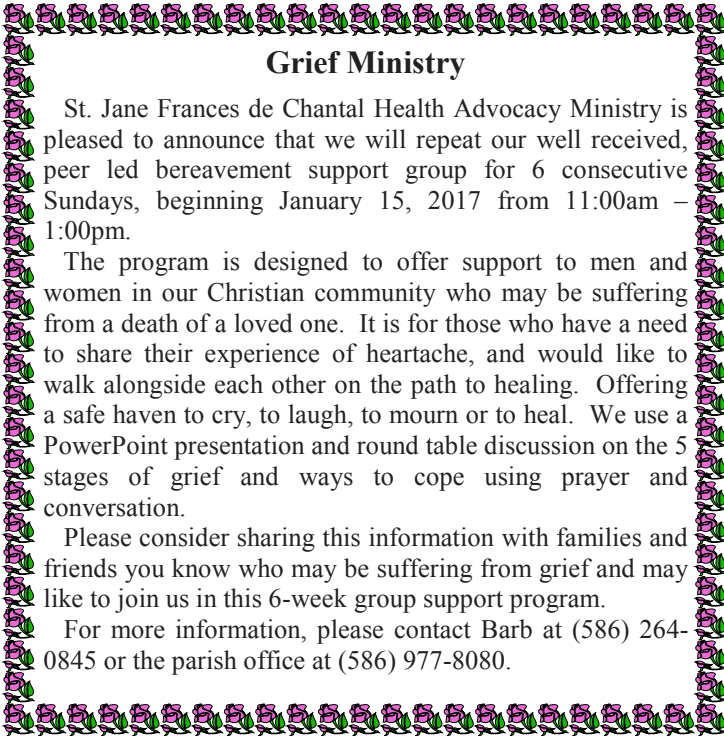 Grief Ministry
St. Jane Frances de Chantal Health Advocacy Ministry is
pleased to announce that we will repeat our well received,
peer led bereavement support group for 6 consecutive
Sundays, beginning January 15, 2017 from 11:00am –
1:00pm.
The program is designed to offer support to men and
women in our Christian community who may be suffering
from a death of a loved one.  It is for those who have a need
to share their experience of heartache, and would like to
walk alongside each other on the path to healing.  Offering
a safe haven to cry, to laugh, to mourn or to heal.  We use a
PowerPoint presentation and round table discussion on the 5
stages of grief and ways to cope using prayer and
conversation.
Please consider sharing this information with families and
friends you know who may be suffering from grief and may
like to join us in this 6-week group support program.
For more information, please contact Barb at (586) 264-
0845 or the parish office at (586) 977-8080.